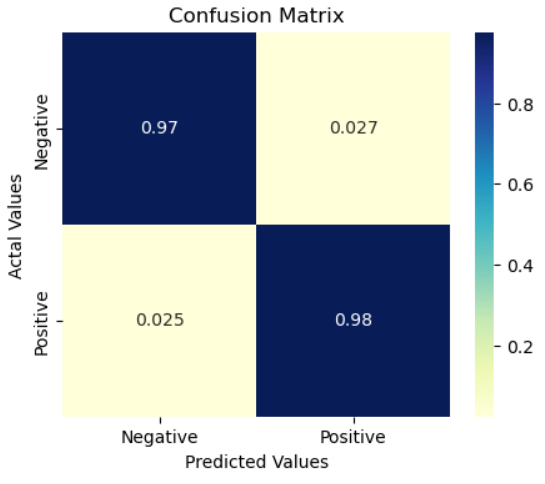 Confusion Matrix
Actal Values
Negative
0.97
0.027
Positive
0.025
0.98
Negative
Positive
Predicted Values
0.8
0.6
0.4
0.2